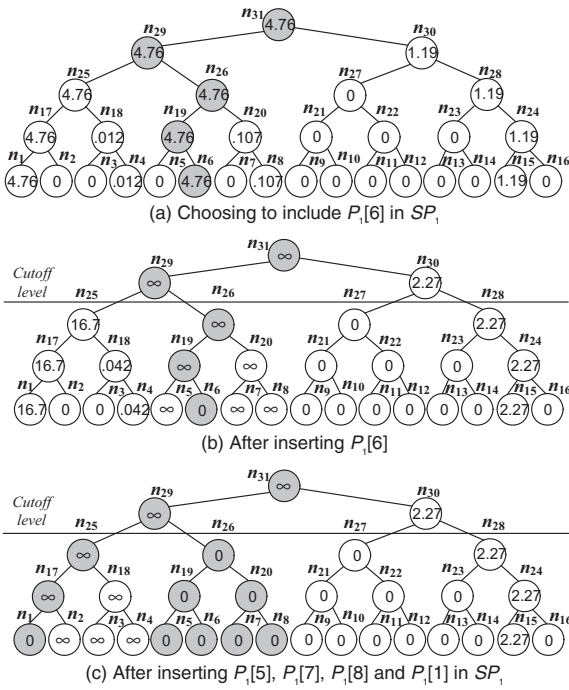 n31
4.76
n29 n30
4.76 1.19
n25 n26 n27 n28
4.76 4.76 0 1.19
n17 n18 n19 n20 n21 n22 n23 n24
4.76 .012 4.76 .107 0 0 0 1.19
n1 n2 n3 n4 n5 n6 n7 n8 n9 n10 n11 n12 n13 n14 n15 n16
4.76 0 0 .012 0 4.76 0 .107 0 0 0 0 0 0 1.19 0
(a) Choosing to include P1[6] in SP1
n31
∞
Cutoff level
n29 n30
∞ 2.27
n25 n26 n27 n28
16.7 ∞ 0 2.27
n17 n18 n19 n20 n21 n22 n23 n24
16.7 .042 ∞ ∞ 0 0 0 2.27
n1 n2 n3 n4 n5 n6 n7 n8 n9 n10 n11 n12 n13 n14 n15 n16
16.7 0 0 .042 ∞ 0 ∞ ∞ 0 0 0 0 0 0 2.27 0
(b) After inserting P1[6]
n31
∞
Cutoff level
n29 n30
∞ 2.27
n25 n26 n27 n28
∞ 0 0 2.27
n17 n18 n19 n20 n21 n22 n23 n24
∞ ∞ 0 0 0 0 0 2.27
n1 n2 n3 n4 n5 n6 n7 n8 n9 n10 n11 n12 n13 n14 n15 n16
0 ∞ ∞ ∞ 0 0 0 0 0 0 0 0 0 0 2.27 0
(c) After inserting P1[5], P1[7], P1[8] and P1[1] in SP1